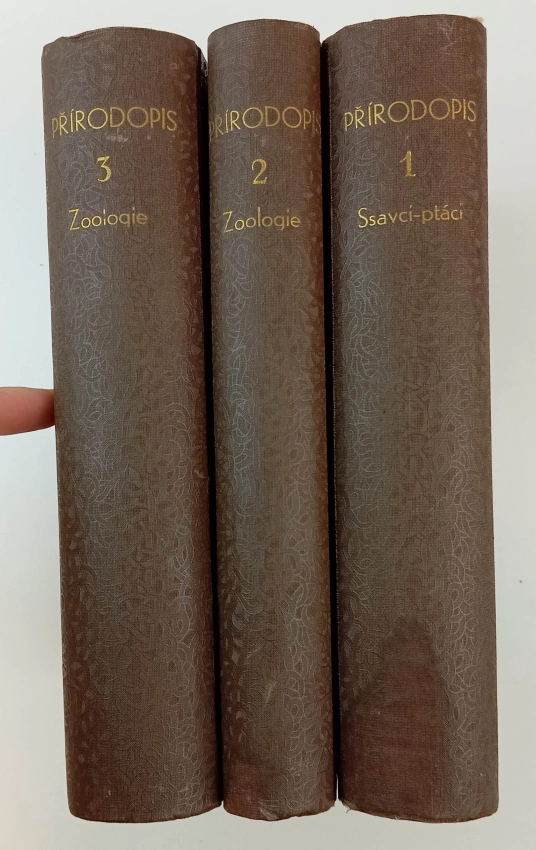 PŘÍRODOPIS
3
Zoologie
PŘÍRODOPIS
2
Zoologie
PŘÍRODOPIS
1
Ssavci-ptáci